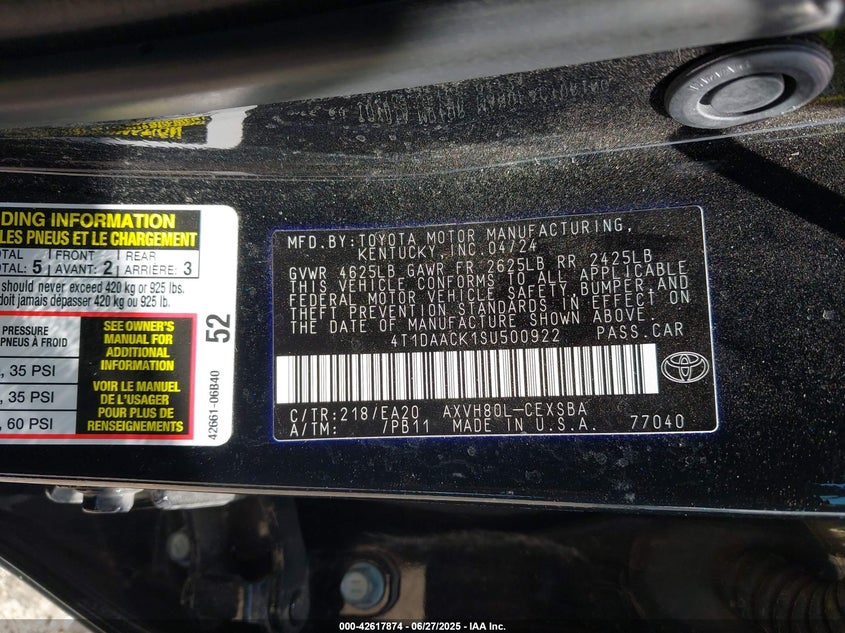 DING INFORMATION
LES PNEUS ET LE CHARGEMENT
FRONT REAR
TAL: 5 AVANT: 2 ARRIÈRE: 3
should never exceed 420 kg or 925 lbs.
doit jamais dépasser 420 kg ou 925 lb.
PRESSURE
PNEUS À FROID
, 35 PSI
, 35 PSI
, 60 PSI
SEE OWNER'S
MANUAL FOR
ADDITIONAL
INFORMATION
VOIR LE MANUEL
DE L'USAGER
POUR PLUS DE
RENSEIGNEMENTS
52
42661-06B40
MFD.BY:TOYOTA MOTOR MANUFACTURING,
KENTUCKY, INC. 04/24
GVWR 4625LB GAWR FR 2625LB RR 2425LB
THIS VEHICLE CONFORMS TO ALL APPLICABLE
FEDERAL MOTOR VEHICLE SAFETY, BUMPER, AND
THEFT PREVENTION STANDARDS IN EFFECT ON
THE DATE OF MANUFACTURE SHOWN ABOVE.
4T1DAACK1SU500922 PASS.CAR
C/TR:218/EA20 AXVH80L-CEXSBA
A/TM: /PB11 MADE IN U.S.A. 77040
000-42617874 - 06/27/2025 - IAA Inc.